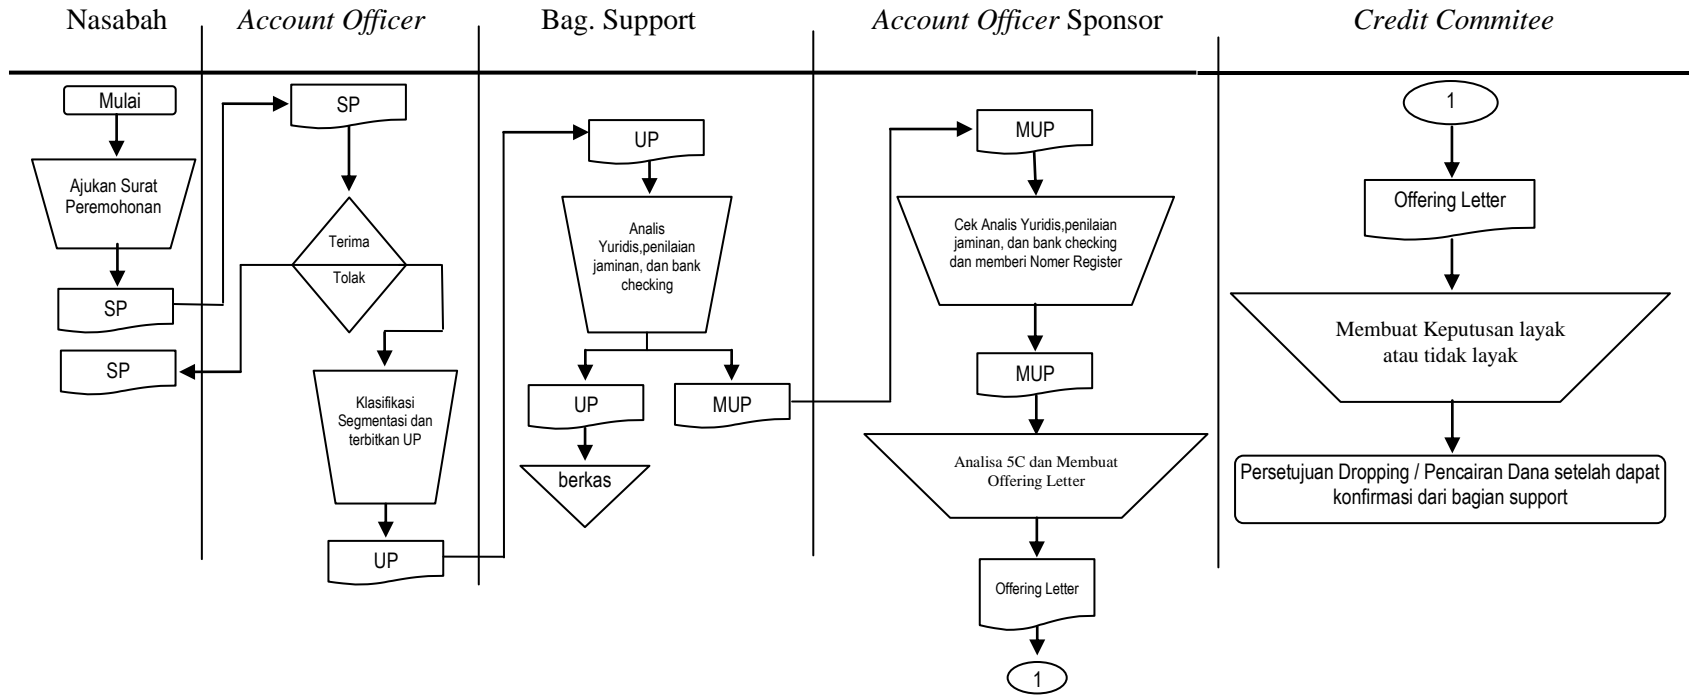 Nasabah
Account Officer
Bag. Support
Account Officer Sponsor
Credit Commitee
Mulai
Ajukan Surat
Peremohonan
SP
SP
SP
Terima
Tolak
Klasifikasi
Segmentasi dan
terbitkan UP
UP
UP
Analis
Yuridis,penilaian
jaminan, dan bank
checking
UP
MUP
berkas
MUP
Cek Analis Yuridis,penilaian
jaminan, dan bank checking
dan memberi Nomer Register
MUP
Analisa 5C dan Membuat
Offering Letter
Offering Letter
1
1
Offering Letter
Membuat Keputusan layak
atau tidak layak
Persetujuan Dropping / Pencairan Dana setelah dapat
konfirmasi dari bagian support